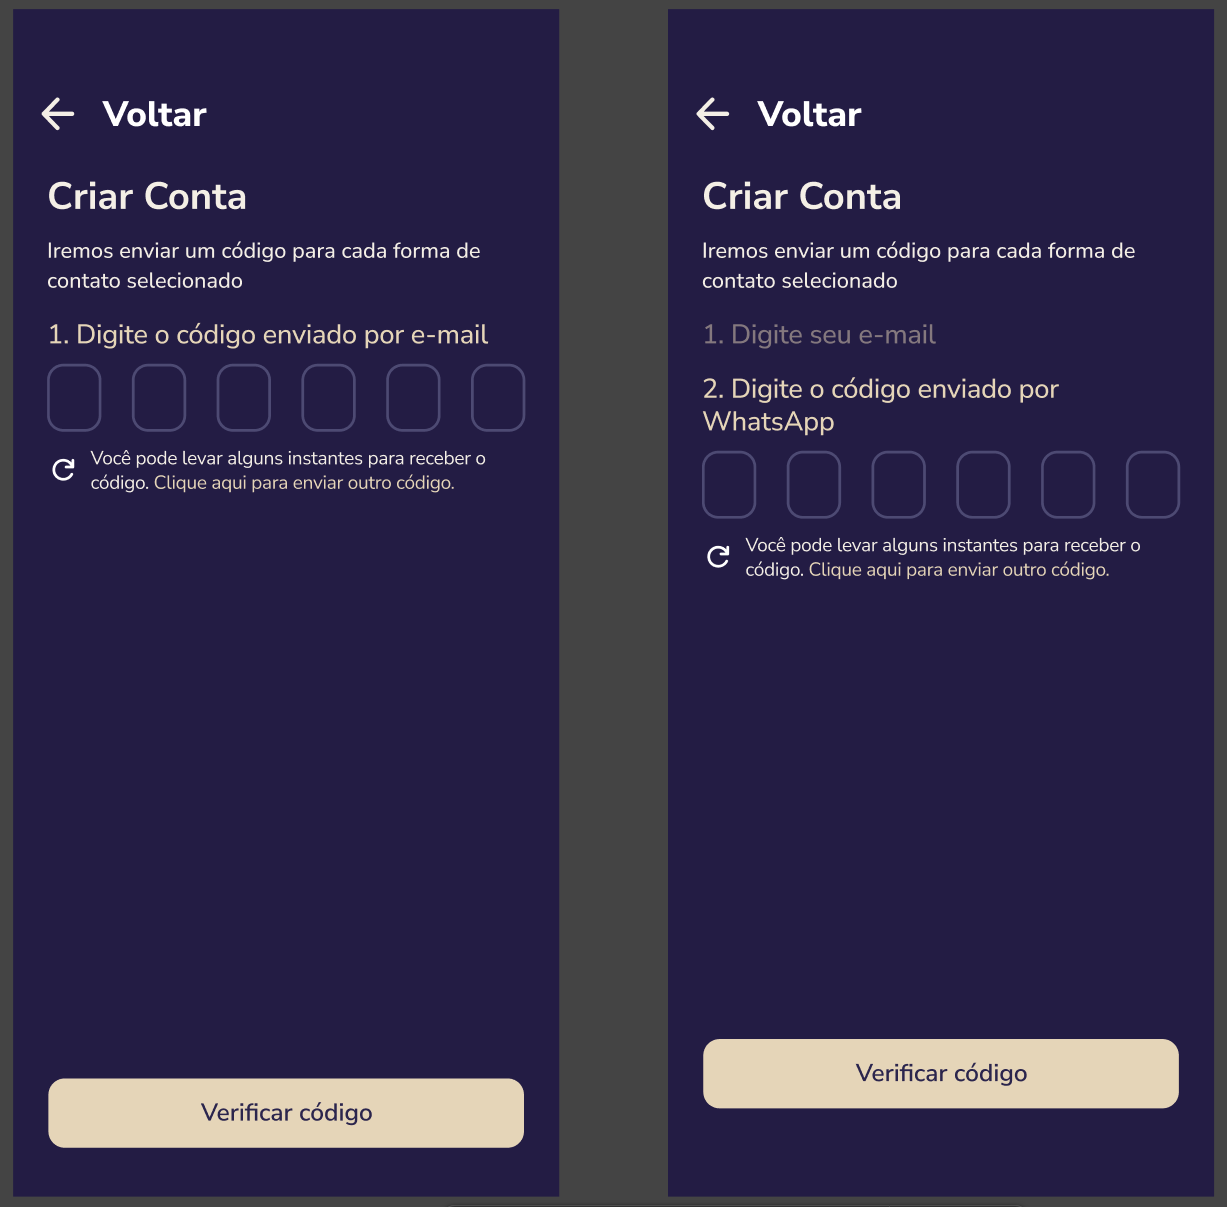 Voltar
Criar Conta
Iremos enviar um código para cada forma de
contato selecionado
1. Digite o código enviado por e-mail
Você pode levar alguns instantes para receber o
código. Clique aqui para enviar outro código.
Verificar código
Voltar
Criar Conta
Iremos enviar um código para cada forma de
contato selecionado
1. Digite seu e-mail
2. Digite o código enviado por
WhatsApp
Você pode levar alguns instantes para receber o
código. Clique aqui para enviar outro código.
Verificar código